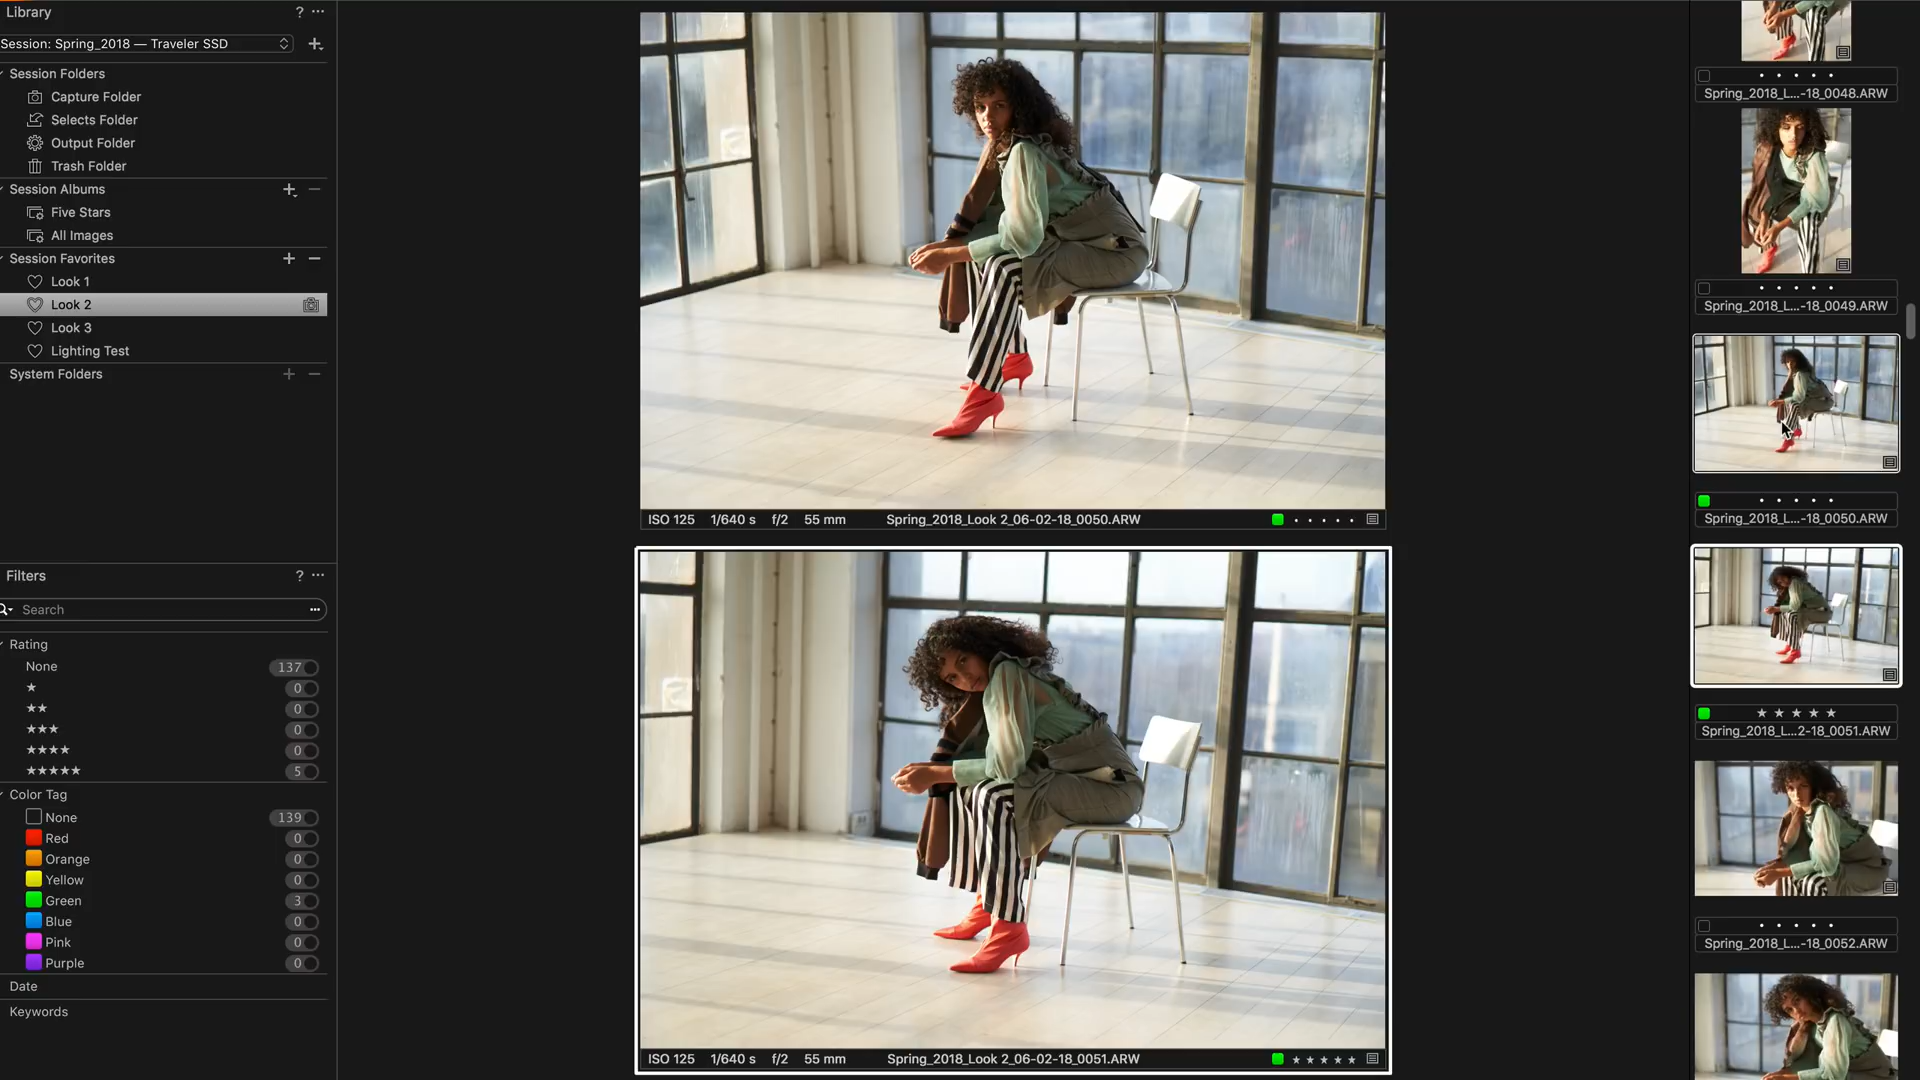 Library ? ...
Session: Spring_2018 — Traveler SSD
Session Folders
Capture Folder
Selects Folder
Output Folder
Trash Folder
Session Albums
Five Stars
All Images
Session Favorites
Look 1
Look 2
Look 3
Lighting Test
System Folders
Filters ? ...
Search
Rating
None 137
★ 0
★★ 0
★★★ 0
★★★★ 0
★★★★★ 5
Color Tag
None 139
Red 0
Orange 0
Yellow 0
Green 3
Blue 0
Pink 0
Purple 0
Date
Keywords
ISO 125 1/640 s f/2 55 mm Spring_2018_Look 2_06-02-18_0050.ARW
ISO 125 1/640 s f/2 55 mm Spring_2018_Look 2_06-02-18_0051.ARW ★★★★★
Spring_2018_L...-18_0048.ARW
Spring_2018_L...-18_0049.ARW
Spring_2018_L...-18_0050.ARW
★★★★★
Spring_2018_L...2-18_0051.ARW
Spring_2018_L...-18_0052.ARW